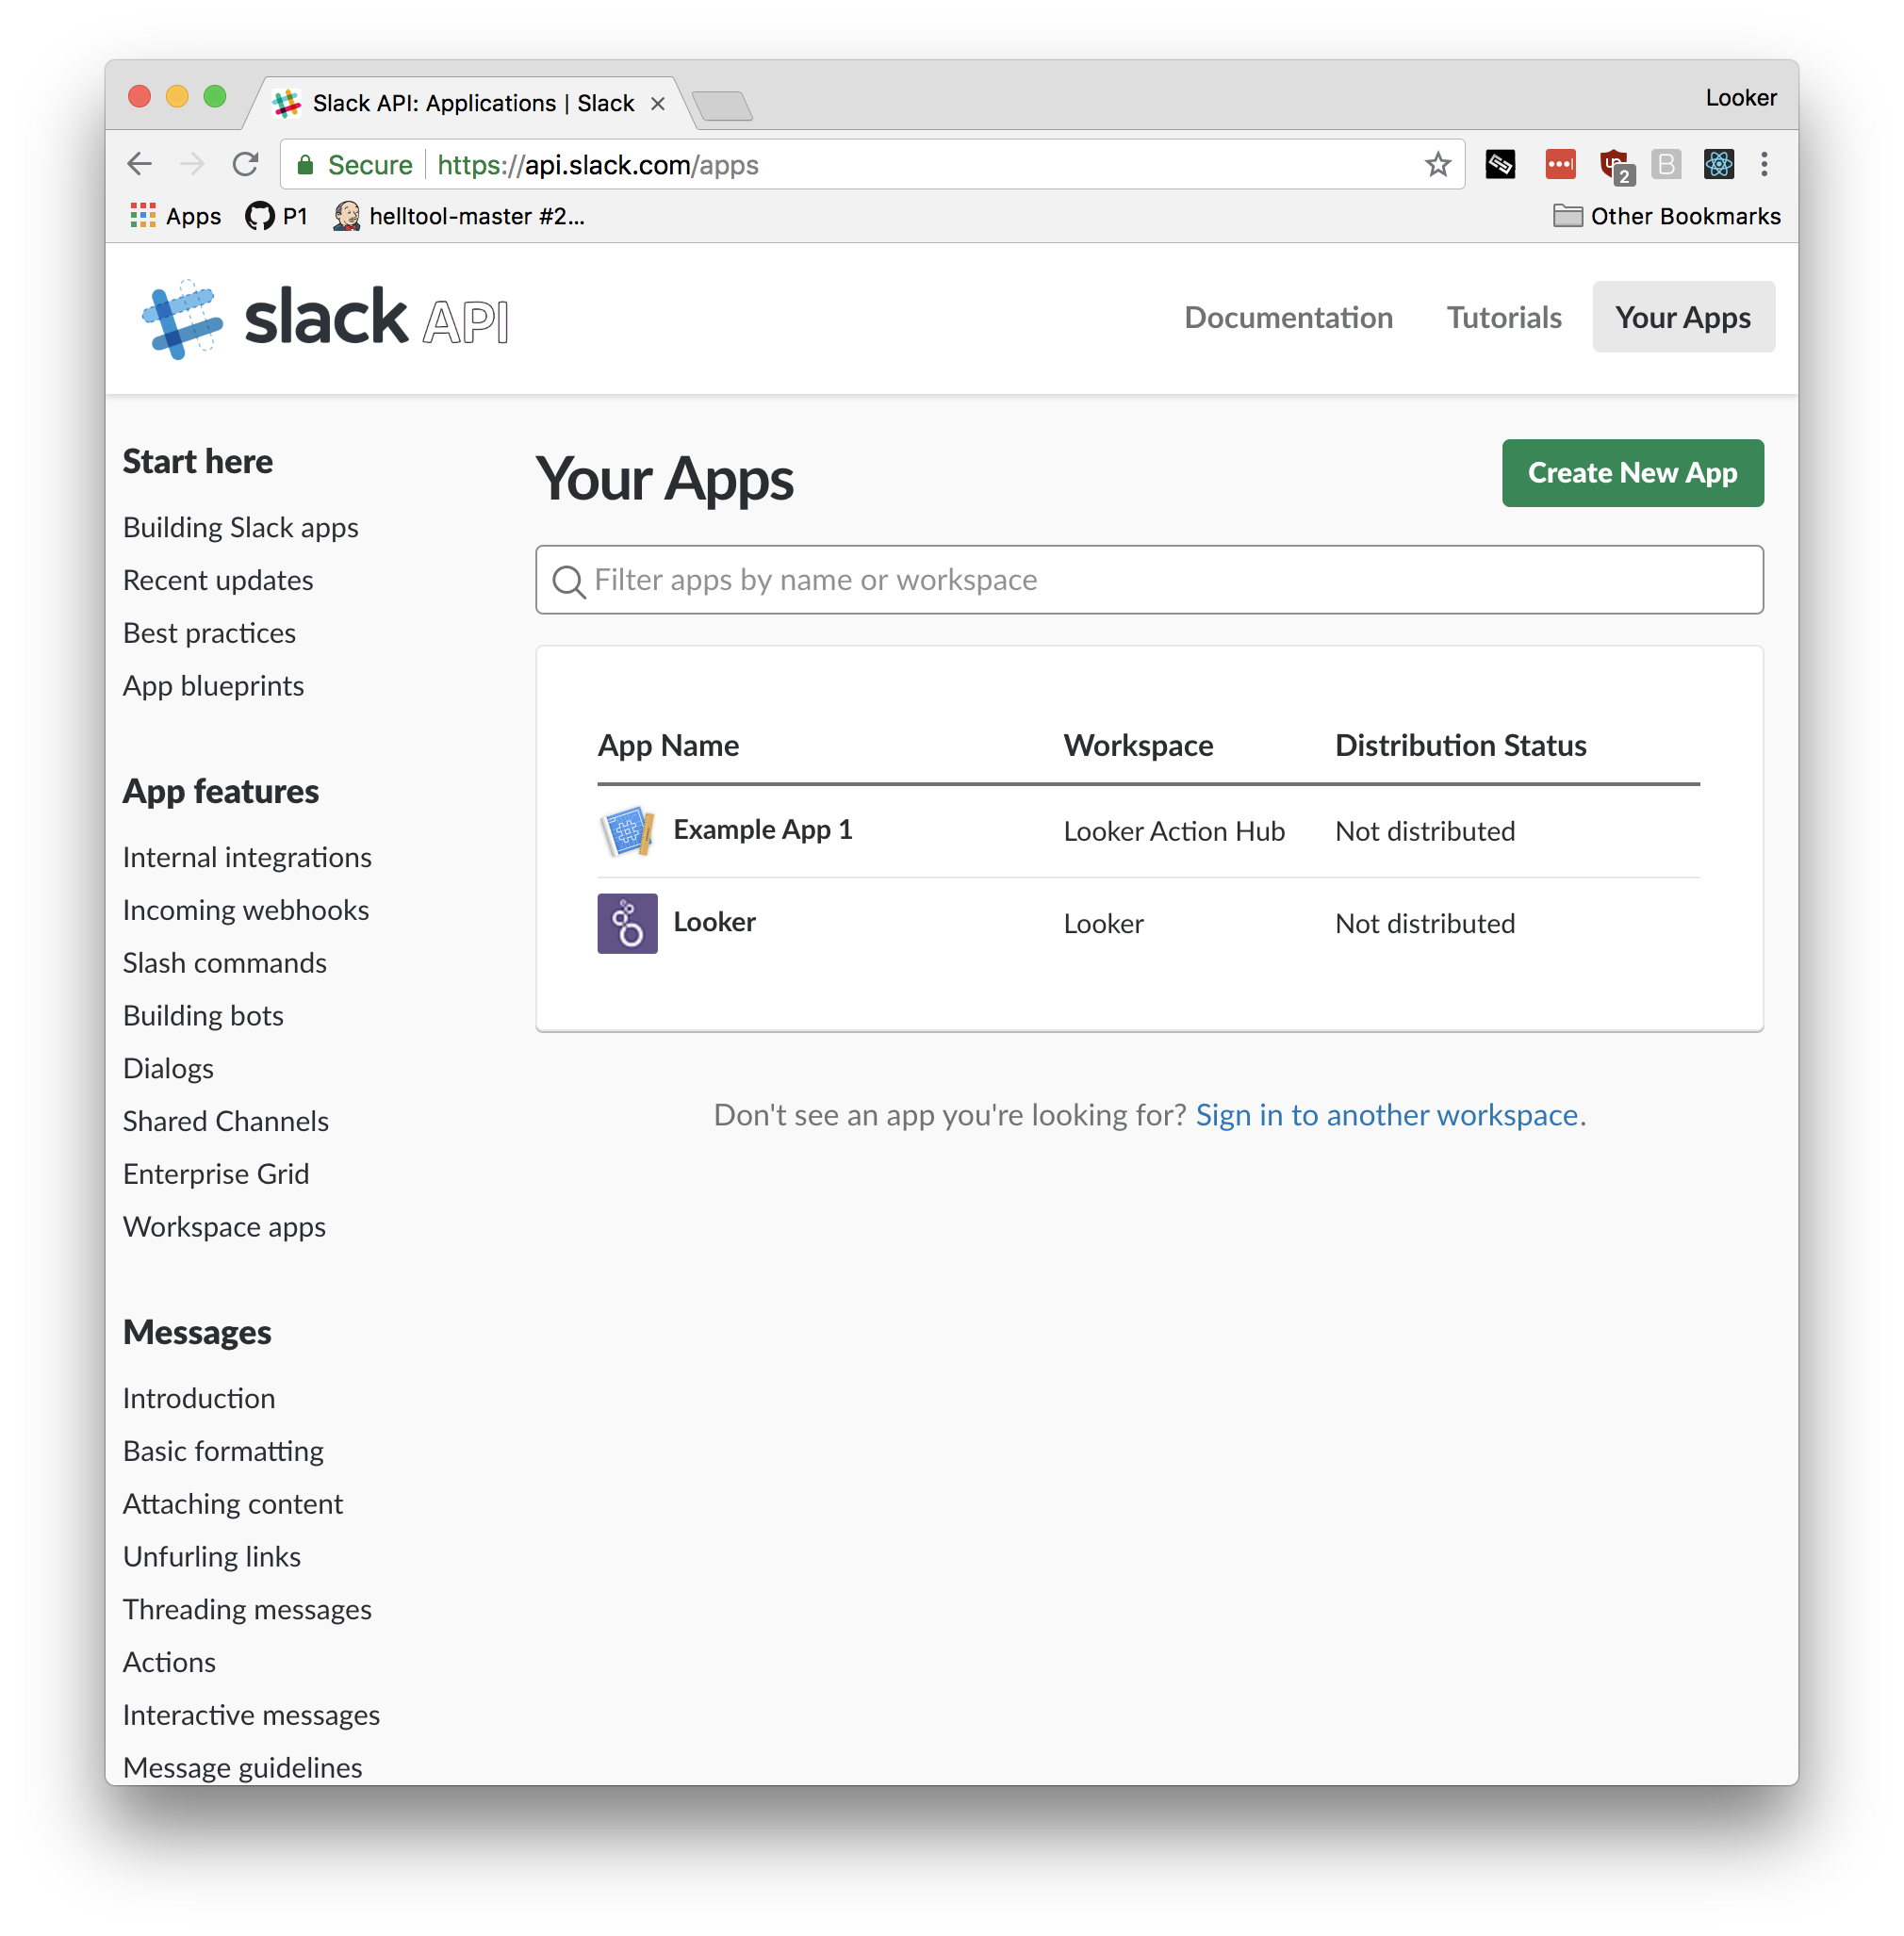 Slack API: Applications | Slack
Looker
Secure https://api.slack.com/apps
2
Apps P1 helltool-master #2... Other Bookmarks
slack API
Documentation Tutorials Your Apps
Start here
Building Slack apps
Recent updates
Best practices
App blueprints
App features
Internal integrations
Incoming webhooks
Slash commands
Building bots
Dialogs
Shared Channels
Enterprise Grid
Workspace apps
Messages
Introduction
Basic formatting
Attaching content
Unfurling links
Threading messages
Actions
Interactive messages
Message guidelines
Your Apps
Create New App
Filter apps by name or workspace
App Name Workspace Distribution Status
Example App 1 Looker Action Hub Not distributed
Looker Looker Not distributed
Don't see an app you're looking for? Sign in to another workspace.